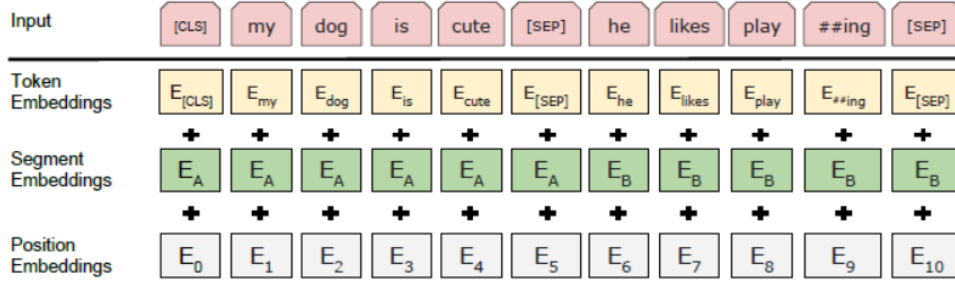 Input [CLS] my dog is cute [SEP] he likes play ##ing [SEP]
Token Embeddings E[CLS] Emy Edog Eis Ecute E[SEP] Ehe Elikes Eplay E##ing E[SEP]
+ + + + + + + + + + +
Segment Embeddings EA EA EA EA EA EA EB EB EB EB EB
+ + + + + + + + + + +
Position Embeddings E0 E1 E2 E3 E4 E5 E6 E7 E8 E9 E10